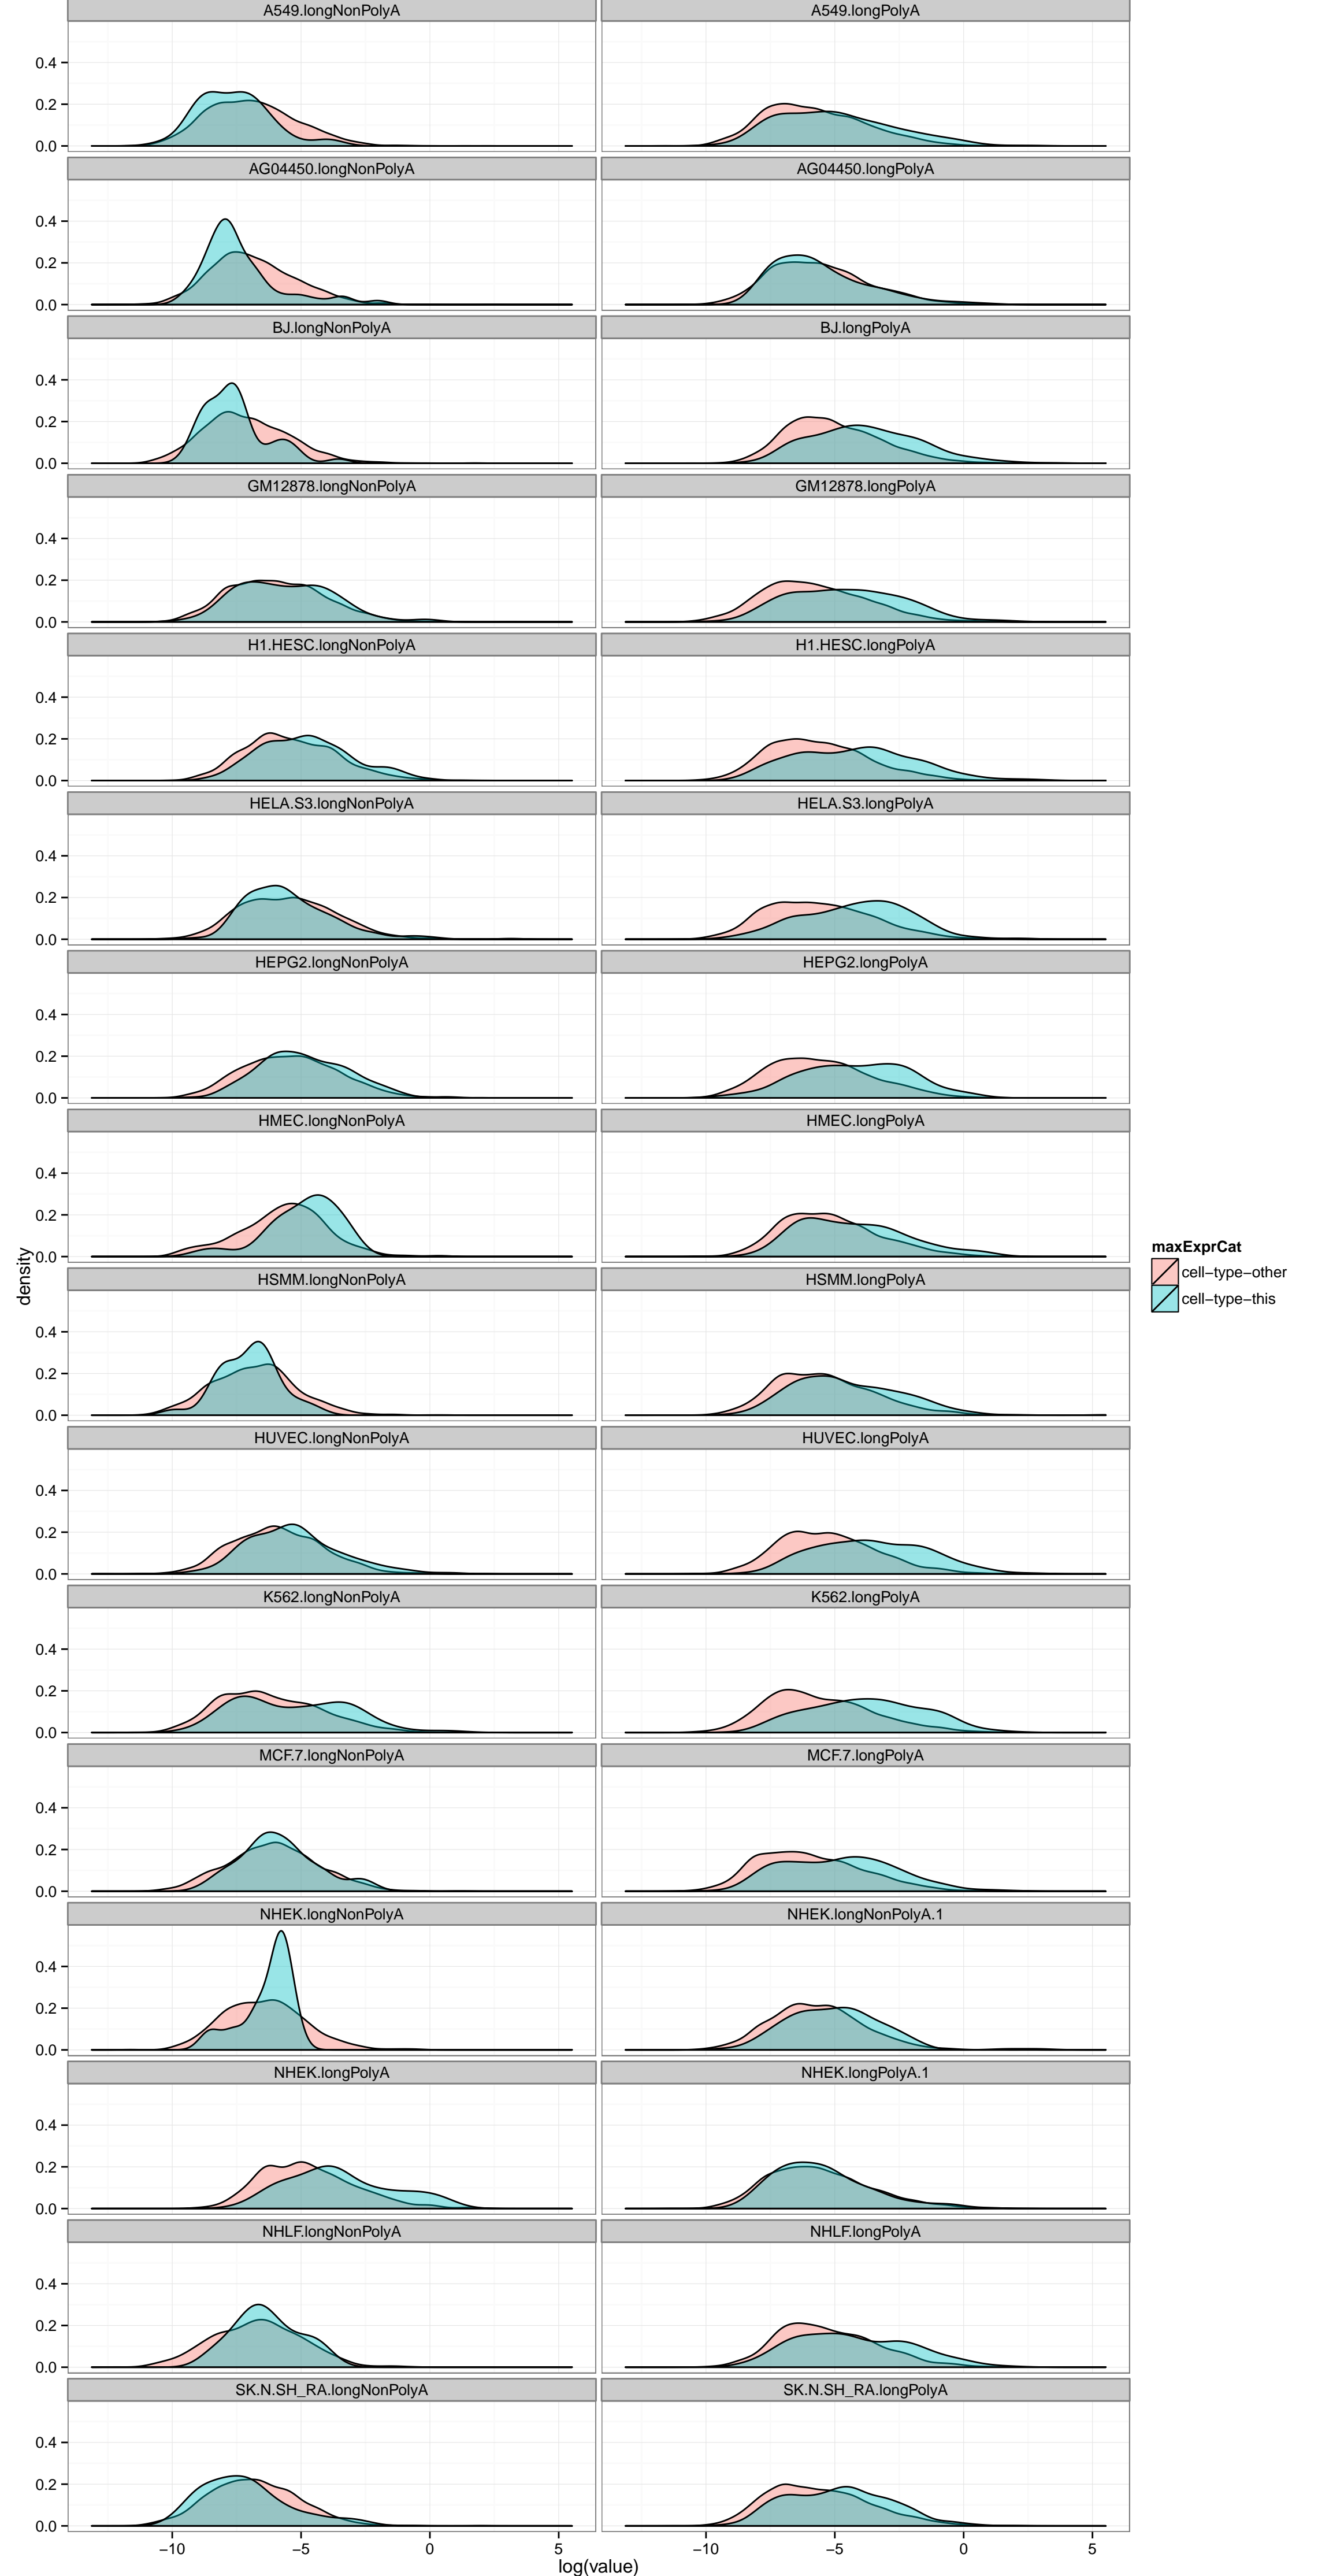 A549.longNonPolyA A549.longPolyA
0.4
0.2
0.0
AG04450.longNonPolyA AG04450.longPolyA
0.4
0.2
0.0
BJ.longNonPolyA BJ.longPolyA
0.4
0.2
0.0
GM12878.longNonPolyA GM12878.longPolyA
0.4
0.2
0.0
H1.HESC.longNonPolyA H1.HESC.longPolyA
0.4
0.2
0.0
HELA.S3.longNonPolyA HELA.S3.longPolyA
0.4
0.2
0.0
HEPG2.longNonPolyA HEPG2.longPolyA
0.4
0.2
0.0
HMEC.longNonPolyA HMEC.longPolyA
0.4
0.2
0.0
density
maxExprCat
cell−type−other
cell−type−this
HSMM.longNonPolyA HSMM.longPolyA
0.4
0.2
0.0
HUVEC.longNonPolyA HUVEC.longPolyA
0.4
0.2
0.0
K562.longNonPolyA K562.longPolyA
0.4
0.2
0.0
MCF.7.longNonPolyA MCF.7.longPolyA
0.4
0.2
0.0
NHEK.longNonPolyA NHEK.longNonPolyA.1
0.4
0.2
0.0
NHEK.longPolyA NHEK.longPolyA.1
0.4
0.2
0.0
NHLF.longNonPolyA NHLF.longPolyA
0.4
0.2
0.0
SK.N.SH_RA.longNonPolyA SK.N.SH_RA.longPolyA
0.4
0.2
0.0
−10 −5 0 5 −10 −5 0 5
log(value)